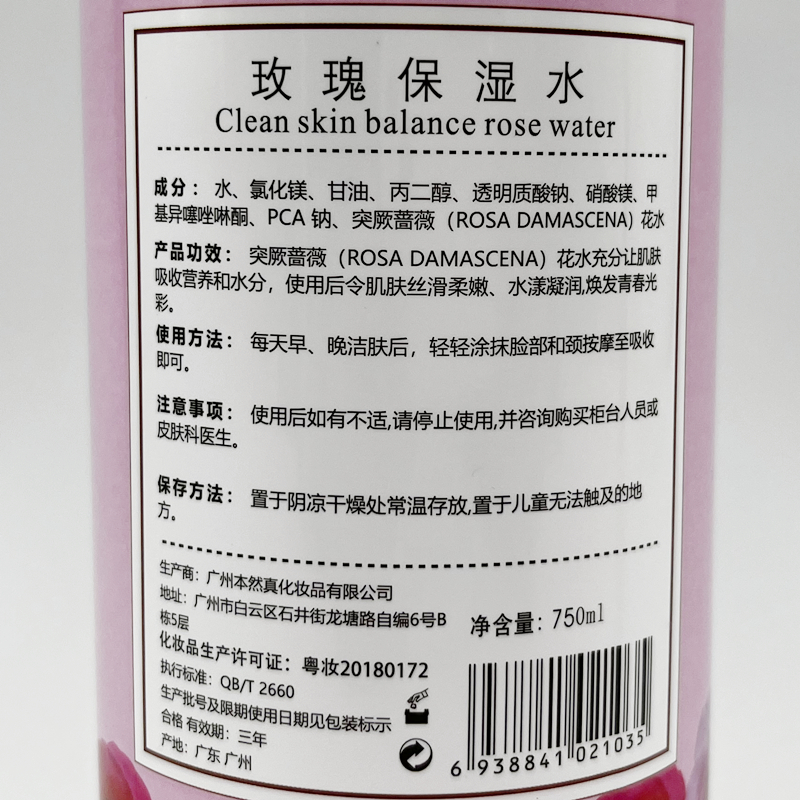 玫瑰保湿水
Clean skin balance rose water
成分：水、氯化镁、甘油、丙二醇、透明质酸钠、硝酸镁、甲
基异噻唑啉酮、PCA 钠、突厥蔷薇（ROSA DAMASCENA）花水
产品功效：突厥蔷薇（ROSA DAMASCENA）花水充分让肌肤
吸收营养和水分，使用后令肌肤丝滑柔嫩、水漾凝润,焕发青春光
彩。
使用方法：每天早、晚洁肤后，轻轻涂抹脸部和颈按摩至吸收
即可。
注意事项：使用后如有不适,请停止使用,并咨询购买柜台人员或
皮肤科医生。
保存方法：置于阴凉干燥处常温存放,置于儿童无法触及的地
方。
生产商：广州本然真化妆品有限公司
地址：广州市白云区石井街龙塘路自编6号B
栋5层
净含量：750ml
化妆品生产许可证：粤妆20180172
执行标准：QB/T 2660
生产批号及限期使用日期见包装标示
合格 有效期：三年
产地：广东 广州
6 938841 021035